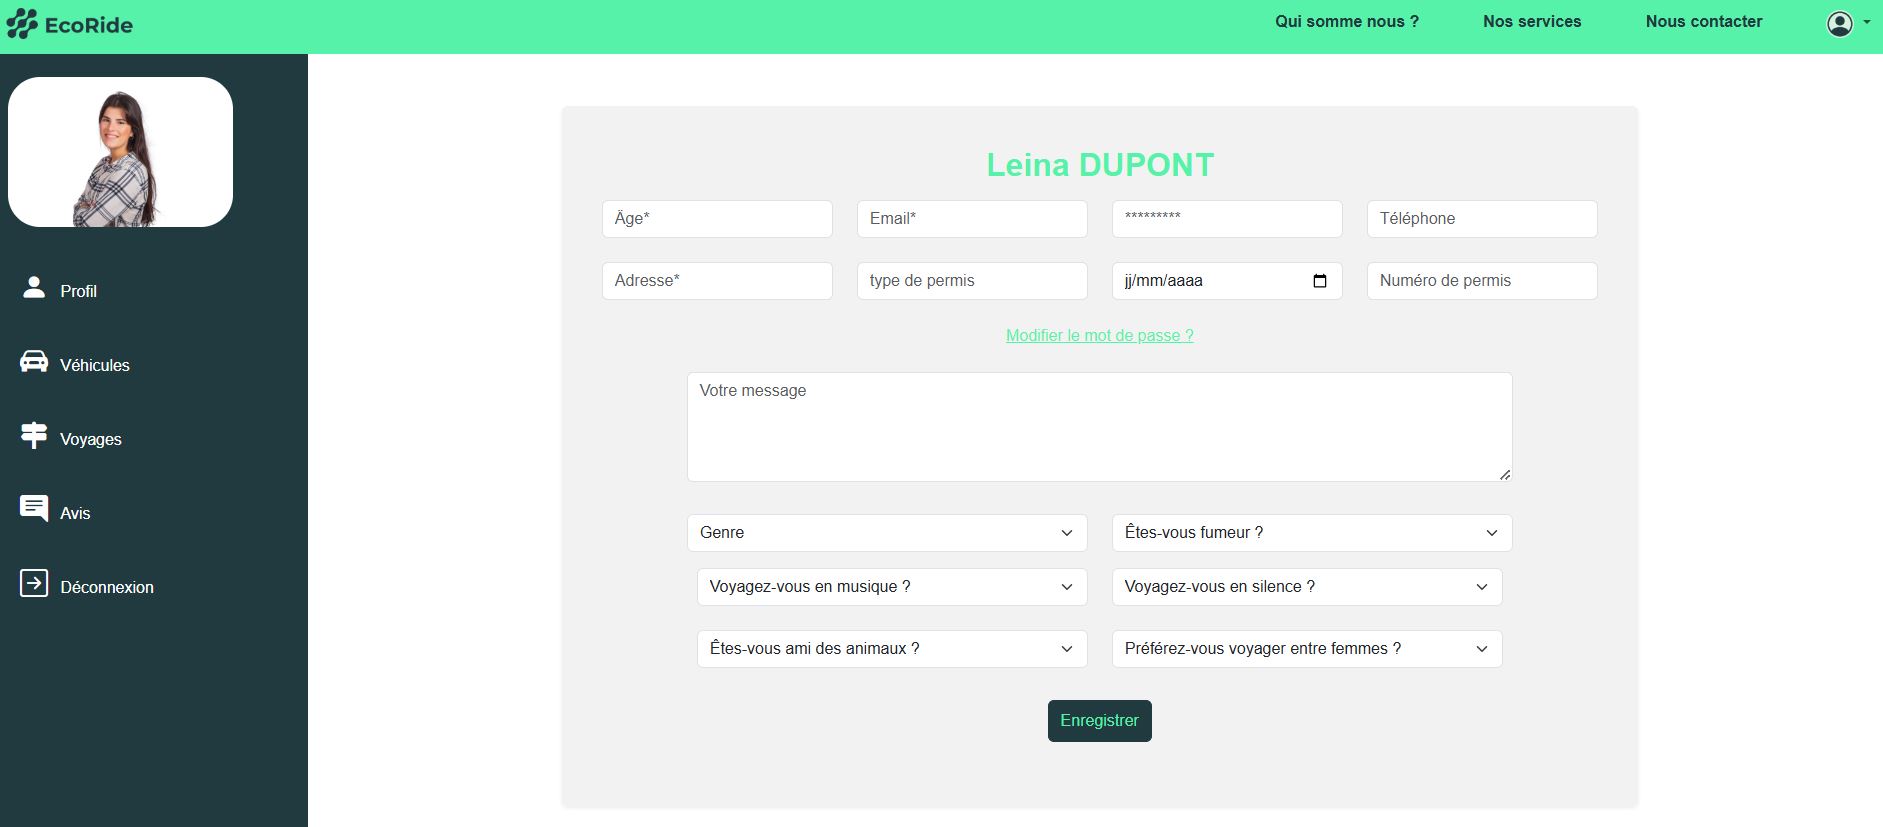 EcoRide
Qui somme nous ? Nos services Nous contacter
Leina DUPONT
Äge* Email* ********* Téléphone
Adresse* type de permis jj/mm/aaaa Numéro de permis
Modifier le mot de passe ?
Votre message
Genre Êtes-vous fumeur ?
Voyagez-vous en musique ? Voyagez-vous en silence ?
Êtes-vous ami des animaux ? Préférez-vous voyager entre femmes ?
Enregistrer
Profil
Véhicules
Voyages
Avis
Déconnexion